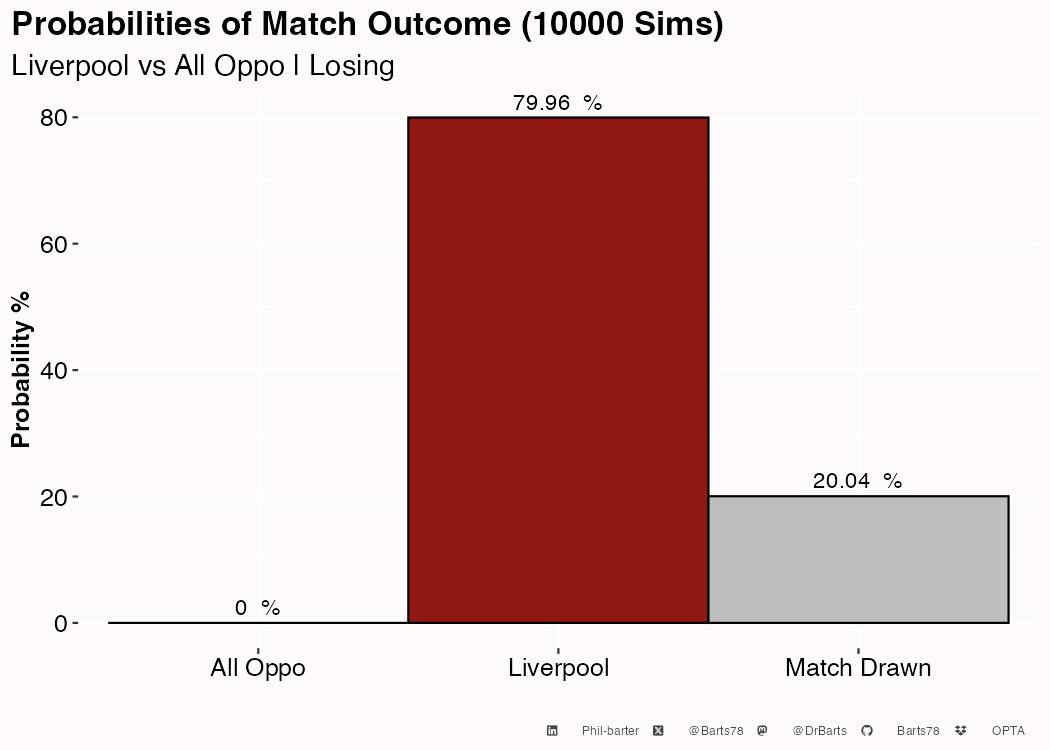 Probabilities of Match Outcome (10000 Sims)
Liverpool vs All Oppo | Losing
Probability %
80
60
40
20
0
0 %
79.96 %
20.04 %
All Oppo
Liverpool
Match Drawn
Phil-barter @Barts78 @DrBarts Barts78 OPTA